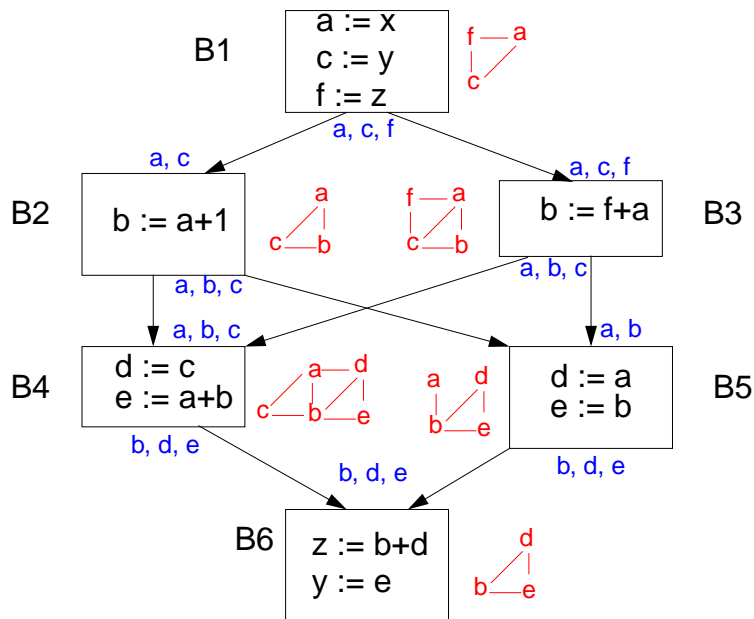 a := x
B1
c := y
f := z
f a
c
a, c, f
a, c
a, c, f
B2
b := a+1
a
c b
f a
c b
b := f+a
B3
a, b, c
a, b, c
a, b, c
a, b
B4
d := c
e := a+b
a d
c b e
a d
b e
d := a
e := b
B5
b, d, e
b, d, e
b, d, e
B6
z := b+d
y := e
d
b e